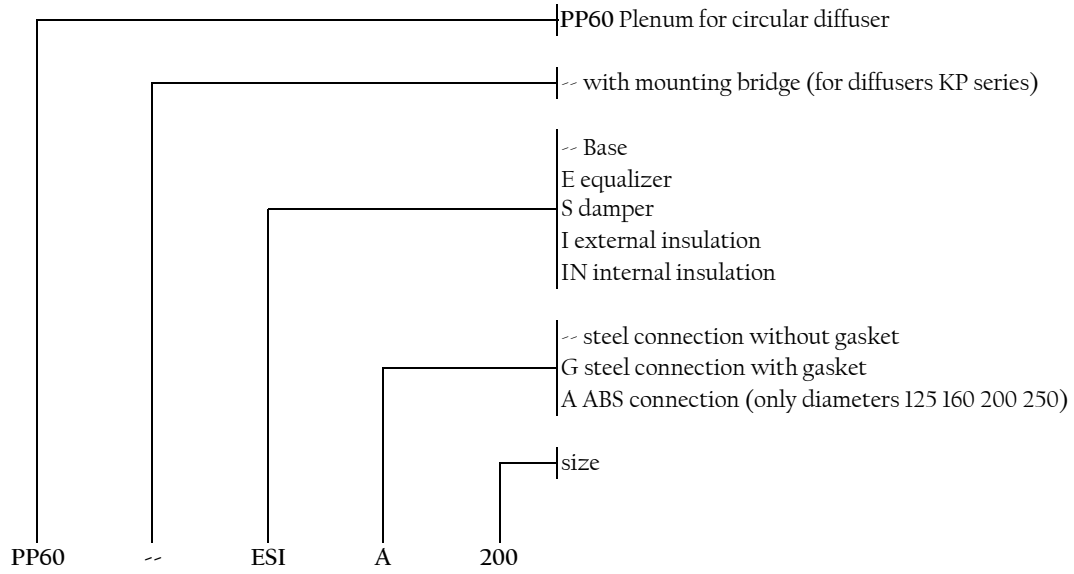 PP60 Plenum for circular diffuser
-- with mounting bridge (for diffusers KP series)
-- Base
E equalizer
S damper
I external insulation
IN internal insulation
-- steel connection without gasket
G steel connection with gasket
A ABS connection (only diameters 125 160 200 250)
size
PP60 -- ESI A 200